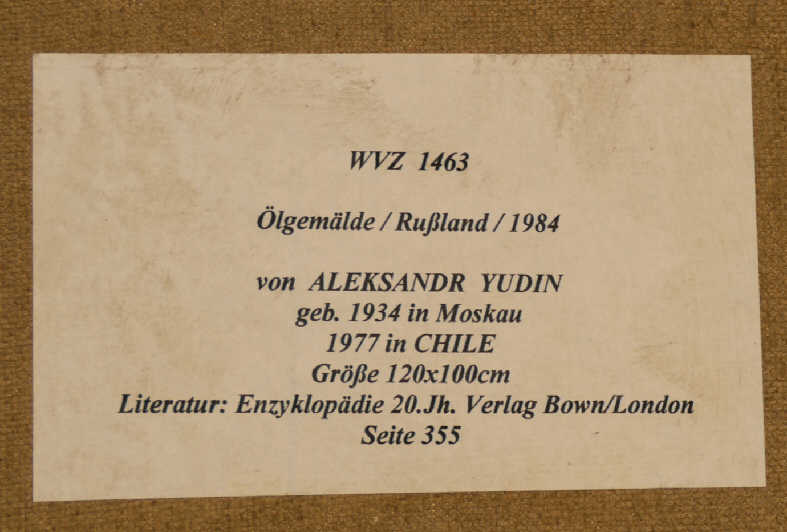 WVZ 1463
Ölgemälde / Rußland / 1984
von ALEKSANDR YUDIN
geb. 1934 in Moskau
1977 in CHILE
Größe 120x100cm
Literatur: Enzyklopädie 20.Jh. Verlag Bown/London
Seite 355